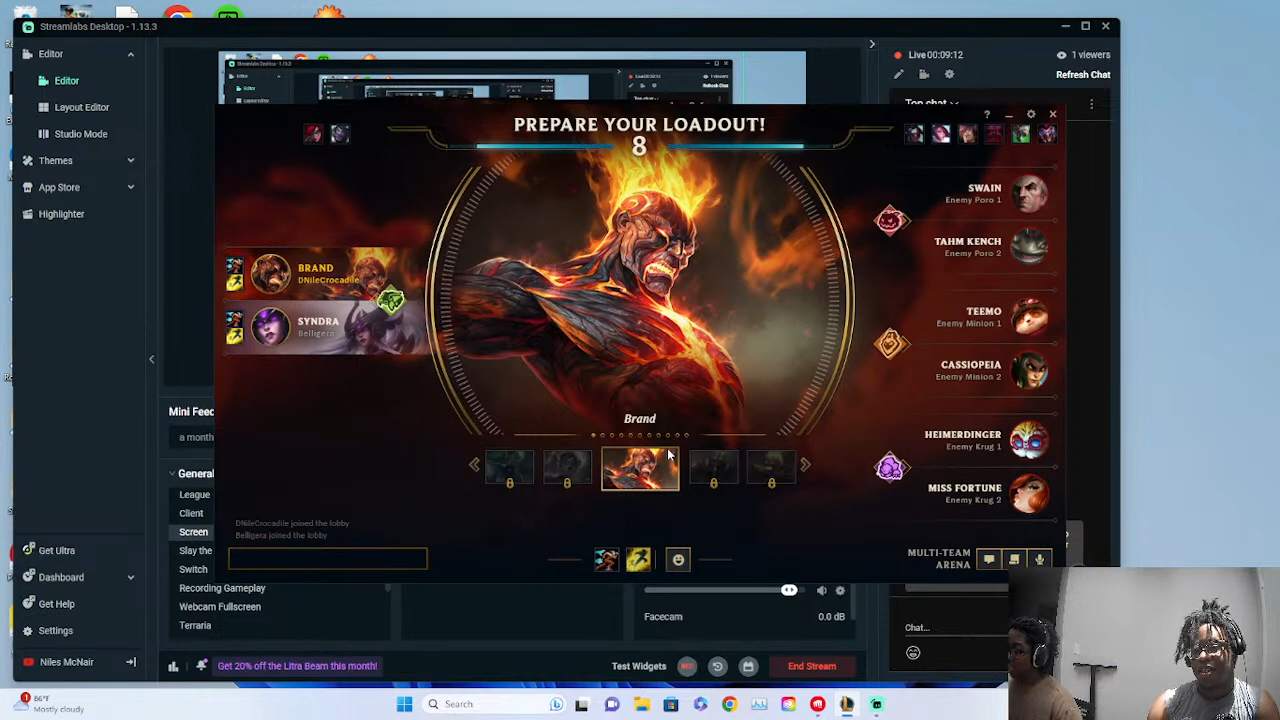 Streamlabs Desktop - 1.13.3
Editor
Editor
Layout Editor
Studio Mode
Themes
App Store
Highlighter
Live 00:09:12
1 viewers
Refresh Chat
PREPARE YOUR LOADOUT!
8
BRAND
DNileCrocadile
SYNDRA
Belligera
SWAIN
Enemy Poro 1
TAHM KENCH
Enemy Poro 2
TEEMO
Enemy Minion 1
CASSIOPEIA
Enemy Minion 2
HEIMERDINGER
Enemy Krug 1
MISS FORTUNE
Enemy Krug 2
Brand
DNileCrocadile joined the lobby
Belligera joined the lobby
MULTI-TEAM
ARENA
Mini Feed
a month
General
League
Client
Screen
Slay the
Switch
Recording Gameplay
Webcam Fullscreen
Terraria
Facecam
0.0 dB
Chat...
Get Ultra
Dashboard
Get Help
Settings
Niles McNair
Get 20% off the Litra Beam this month!
Test Widgets
REC
End Stream
86°F
Mostly cloudy
Search